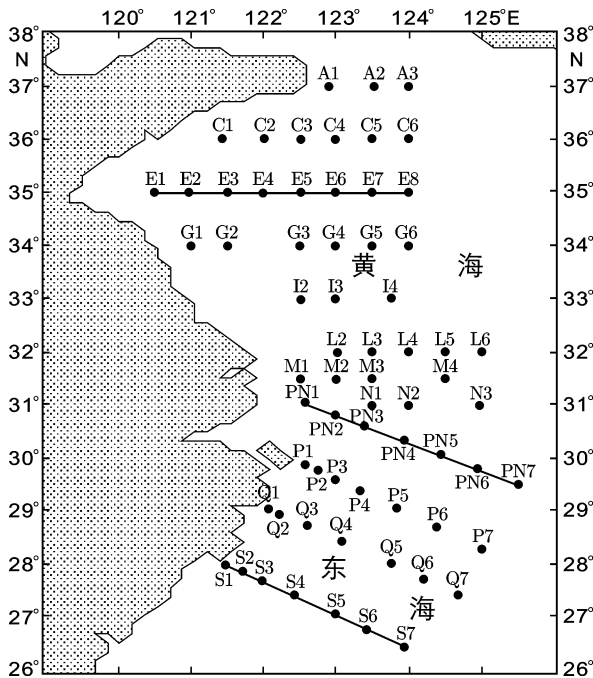 120° 121° 122° 123° 124° 125°E
38° 38°
N N
A1 A2 A3
37° 37°
C1 C2 C3 C4 C5 C6
36° 36°
E1 E2 E3 E4 E5 E6 E7 E8
35° 35°
G1 G2 G3 G4 G5 G6
34° 34°
黄 海
I2 I3 I4
33° 33°
L2 L3 L4 L5 L6
32° 32°
M1 M2 M3 M4
PN1 N1 N2 N3
31° 31°
PN2 PN3
PN4 PN5
30° 30°
P1 P2 P3 PN6 PN7
Q1 P4 P5
29° 29°
Q2 Q3 Q4 P6 P7
28° 28°
S1 S2 S3 东 Q5 Q6 Q7
S4 海
27° 27°
S5 S6 S7
26° 26°